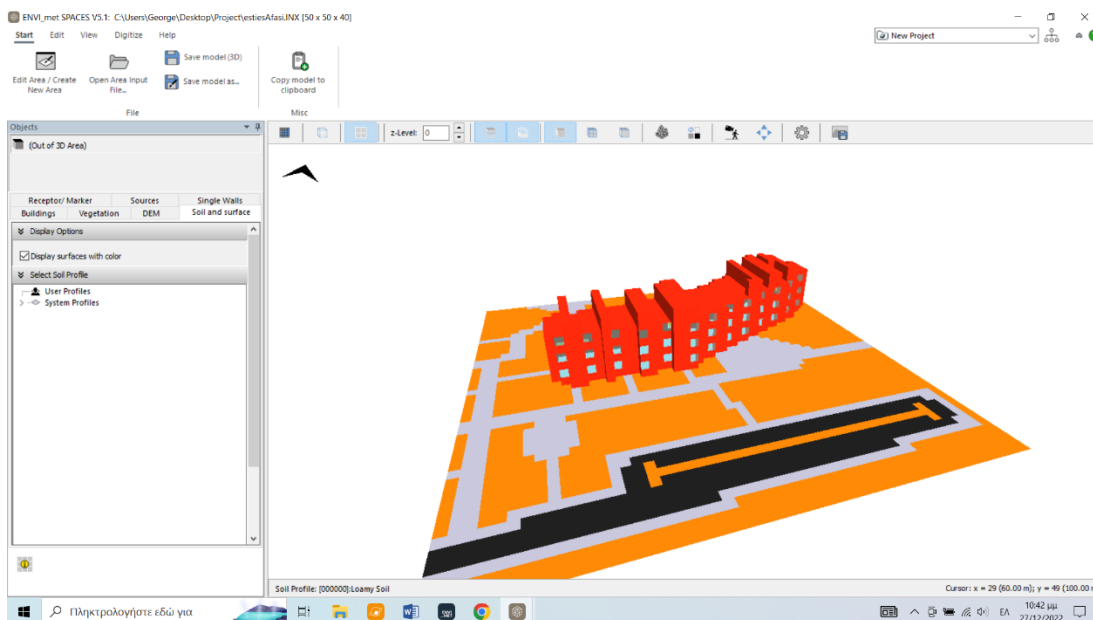 ENVI_met SPACES V5.1: C:\Users\George\Desktop\Project\estiesAfasi.INX [50 x 50 x 40]
Start Edit View Digitize Help
New Project
Edit Area / Create New Area
Open Area Input File...
Save model (3D)
Save model as...
Copy model to clipboard
File
Misc
Objects
z-Level: 0
(Out of 3D Area)
Receptor/ Marker Sources Single Walls
Buildings Vegetation DEM Soil and surface
Display Options
Display surfaces with color
Select Soil Profile
User Profiles
System Profiles
Soil Profile: [000000]:Loamy Soil
Cursor: x = 29 (60.00 m); y = 49 (100.00 m
Πληκτρολογήστε εδώ για
ΕΛ
10:42 μμ
27/12/2022